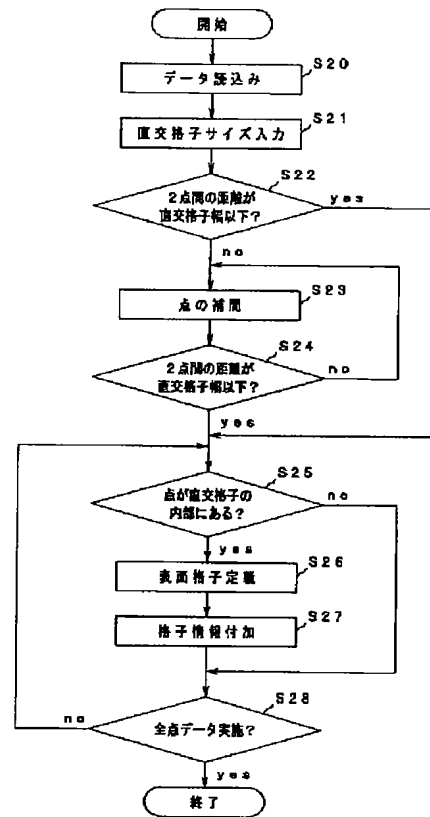 開始
S20
データ読込み
S21
直交格子サイズ入力
S22
2点間の距離が
直交格子幅以下?
yes
no
S23
点の補間
S24
2点間の距離が
直交格子幅以下?
no
yes
S25
点が直交格子の
内部にある?
no
yes
S26
表面格子定義
S27
格子情報付加
S28
全点データ実施?
no
yes
終了